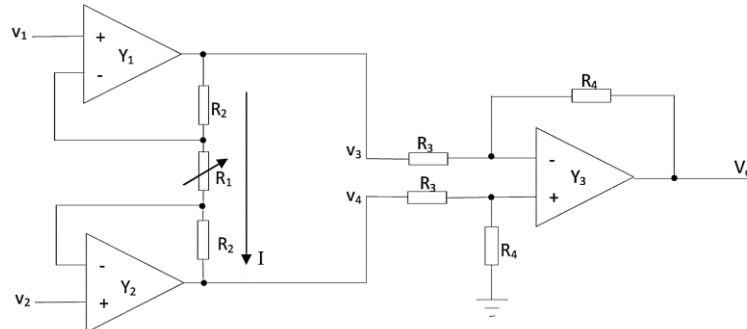 v1
+
Y1
-
R2
R1
R2
I
-
Y2
+
v2
v3
R3
v4
R3
R4
-
Y3
+
R4